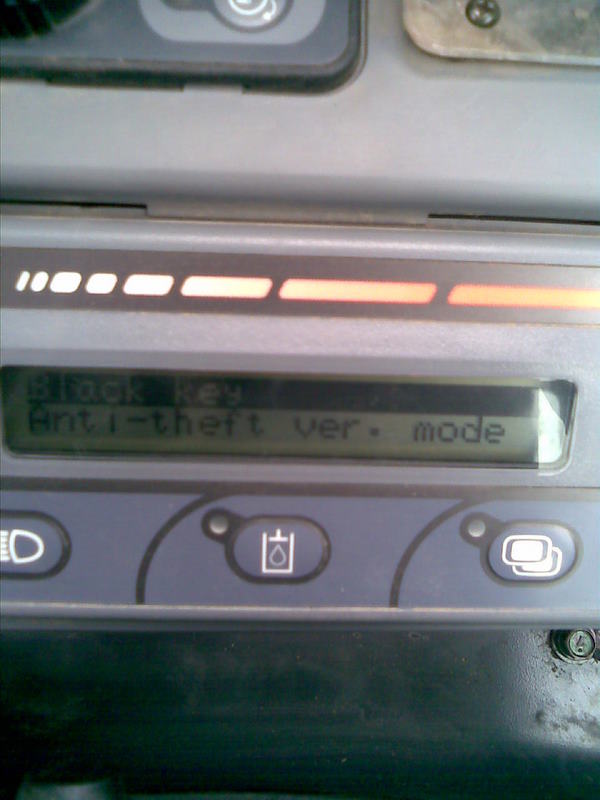 Black key
Anti-theft ver. mode